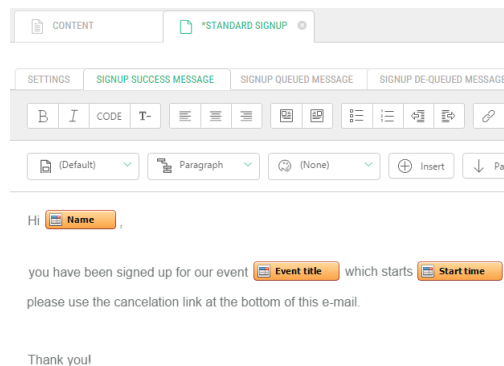 CONTENT *STANDARD SIGNUP
SETTINGS SIGNUP SUCCESS MESSAGE SIGNUP QUEUED MESSAGE SIGNUP DE-QUEUED MESSAGE
B I CODE T-
(Default) Paragraph (None) Insert Pa
Hi Name ,
you have been signed up for our event Event title which starts Start time
please use the cancelation link at the bottom of this e-mail.
Thank you!